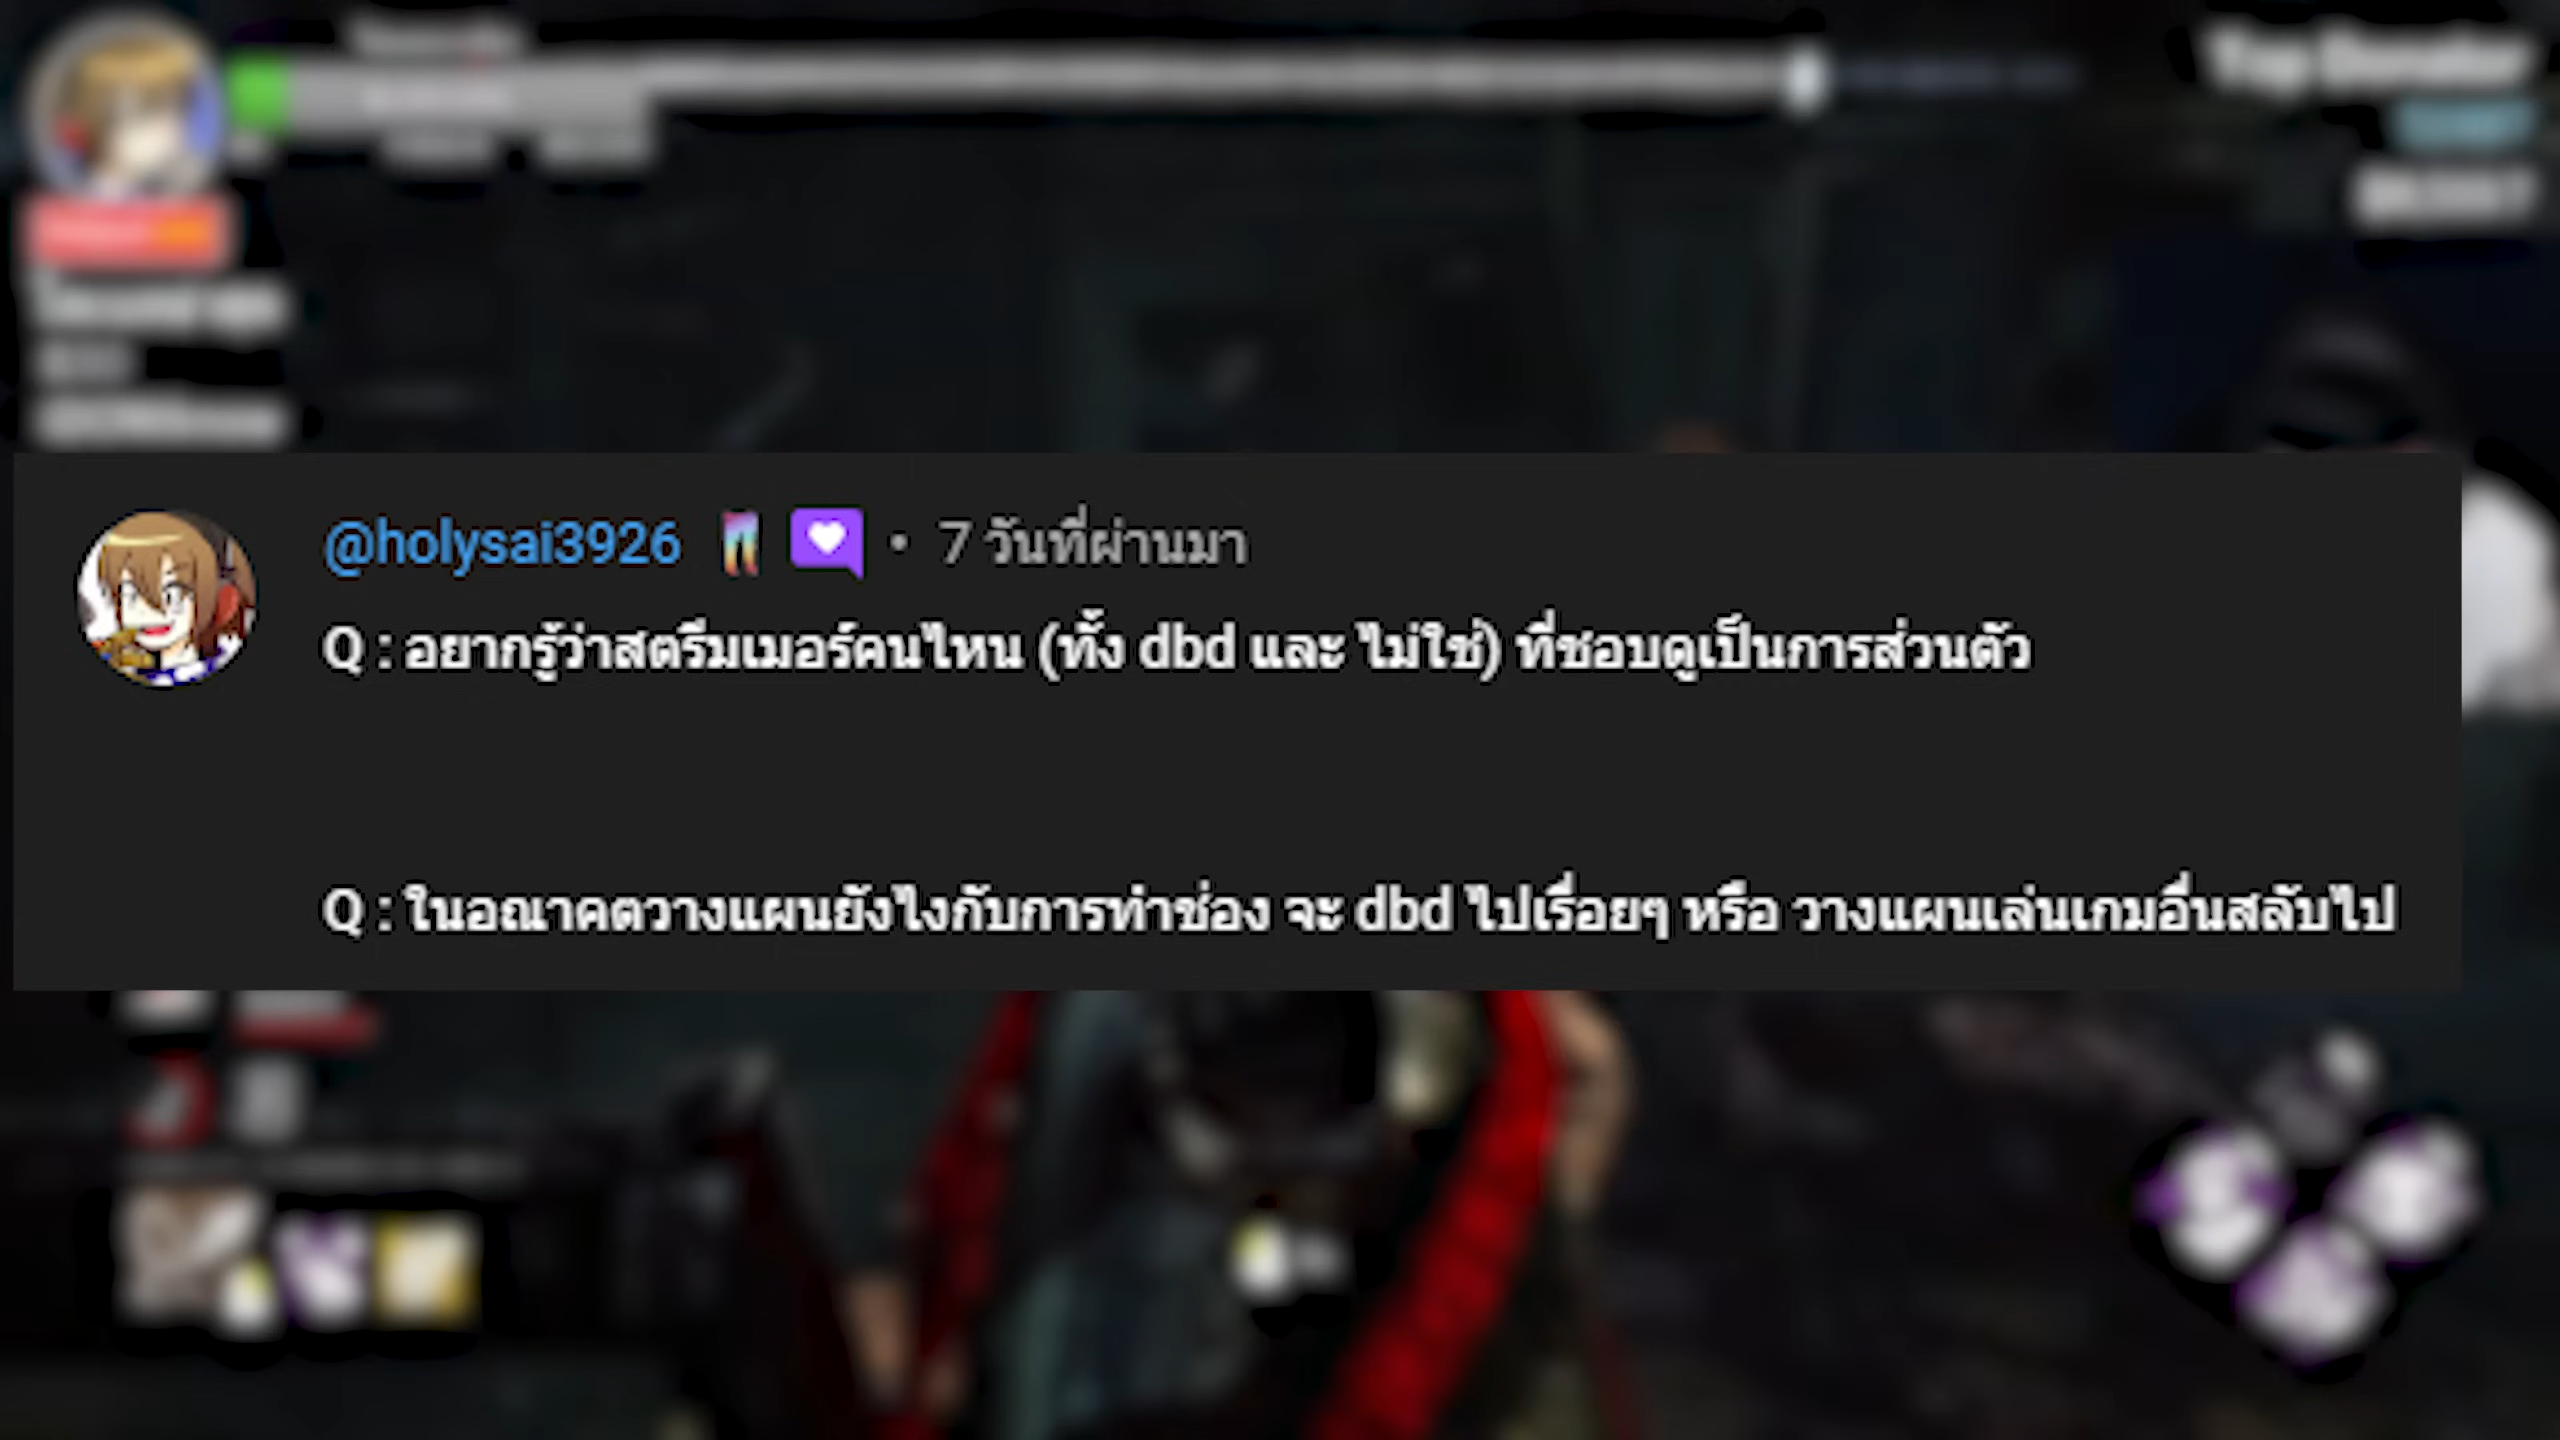 Top Donator
@holysai3926 • 7 วันที่ผ่านมา
Q : อยากรู้ว่าสตรีมเมอร์คนไหน (ทั้ง dbd และ ไม่ใช่) ที่ชอบดูเป็นการส่วนตัว
Q : ในอณาคตวางแผนยังไงกับการทำช่อง จะ dbd ไปเรื่อยๆ หรือ วางแผนเล่นเกมอื่นสลับไป